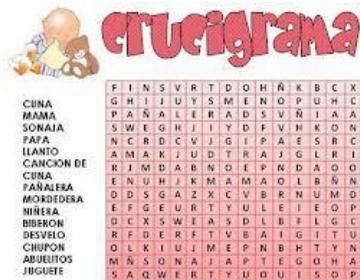 crucigrama
CUNA
MAMA
SONAJA
PAPA
LLANTO
CANCION DE
CUNA
PAÑALERA
MORDEDERA
NIÑERA
BIBERON
DESVELO
CHUPON
ABUELITOS
JUGUETE
F I N S V R T D O H Ñ K B C X
G H I J U Y S M E N O P U H C
P A Ñ A L E R A D S V Ñ I A A
S W E G H J I Y D F V H K O N
N C R D C V J G I P A E S R C
A M A K J U D T R A J G L R I
R J M D A B N O E P N D A O O
E N U H J K M A M A O L B Ñ N
D D S G A Z X C V B R N U M D
E F G E U R T Y U L E I E O P
D C X S W E A S D L B F L G C
R F D E R F T V B A I G I T U
O L K I U J M E P N B H T Y N
M Ñ S O N A J A P T E G O H A
S A Q W E R T Y U O U I S O A